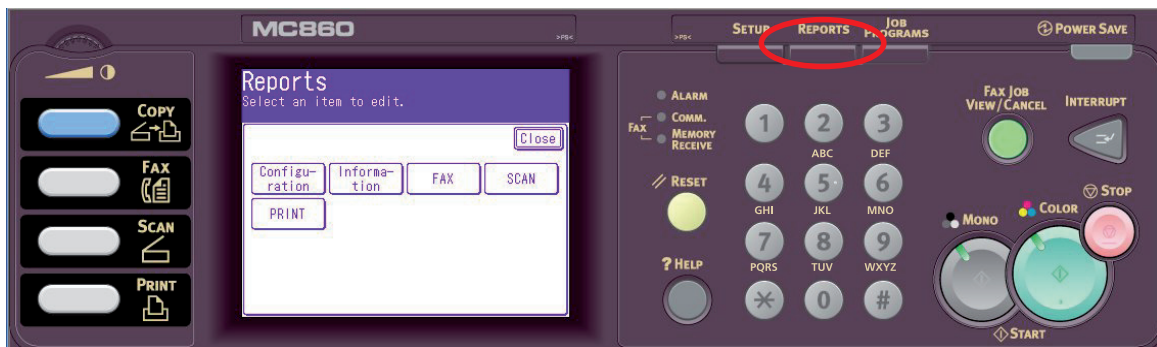 MC860
>PS<
>PS<
SETUP
REPORTS
JOB
PROGRAMS
POWER SAVE
COPY
FAX
SCAN
PRINT
Reports
Select an item to edit.
Close
Configu-
ration
Informa-
tion
FAX
SCAN
PRINT
ALARM
FAX
COMM.
MEMORY
RECEIVE
RESET
? HELP
1
2
ABC
3
DEF
4
GHI
5
JKL
6
MNO
7
PQRS
8
TUV
9
WXYZ
*
0
#
FAX JOB
VIEW/CANCEL
INTERRUPT
STOP
MONO
COLOR
START